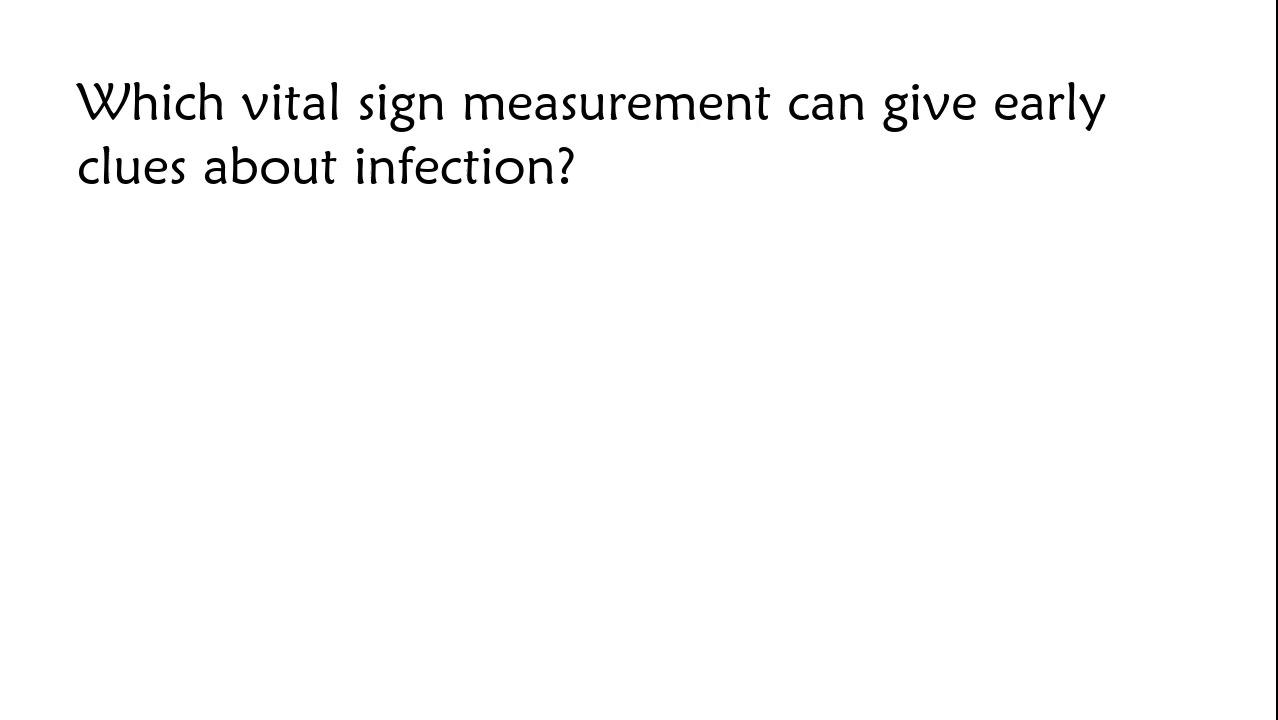 Which vital sign measurement can give early
clues about infection?